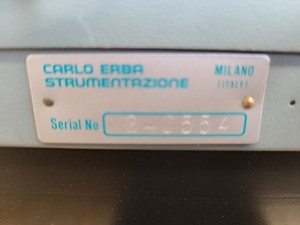 CARLO ERBA MILANO
STRUMENTAZIONE (ITALY)
Serial No